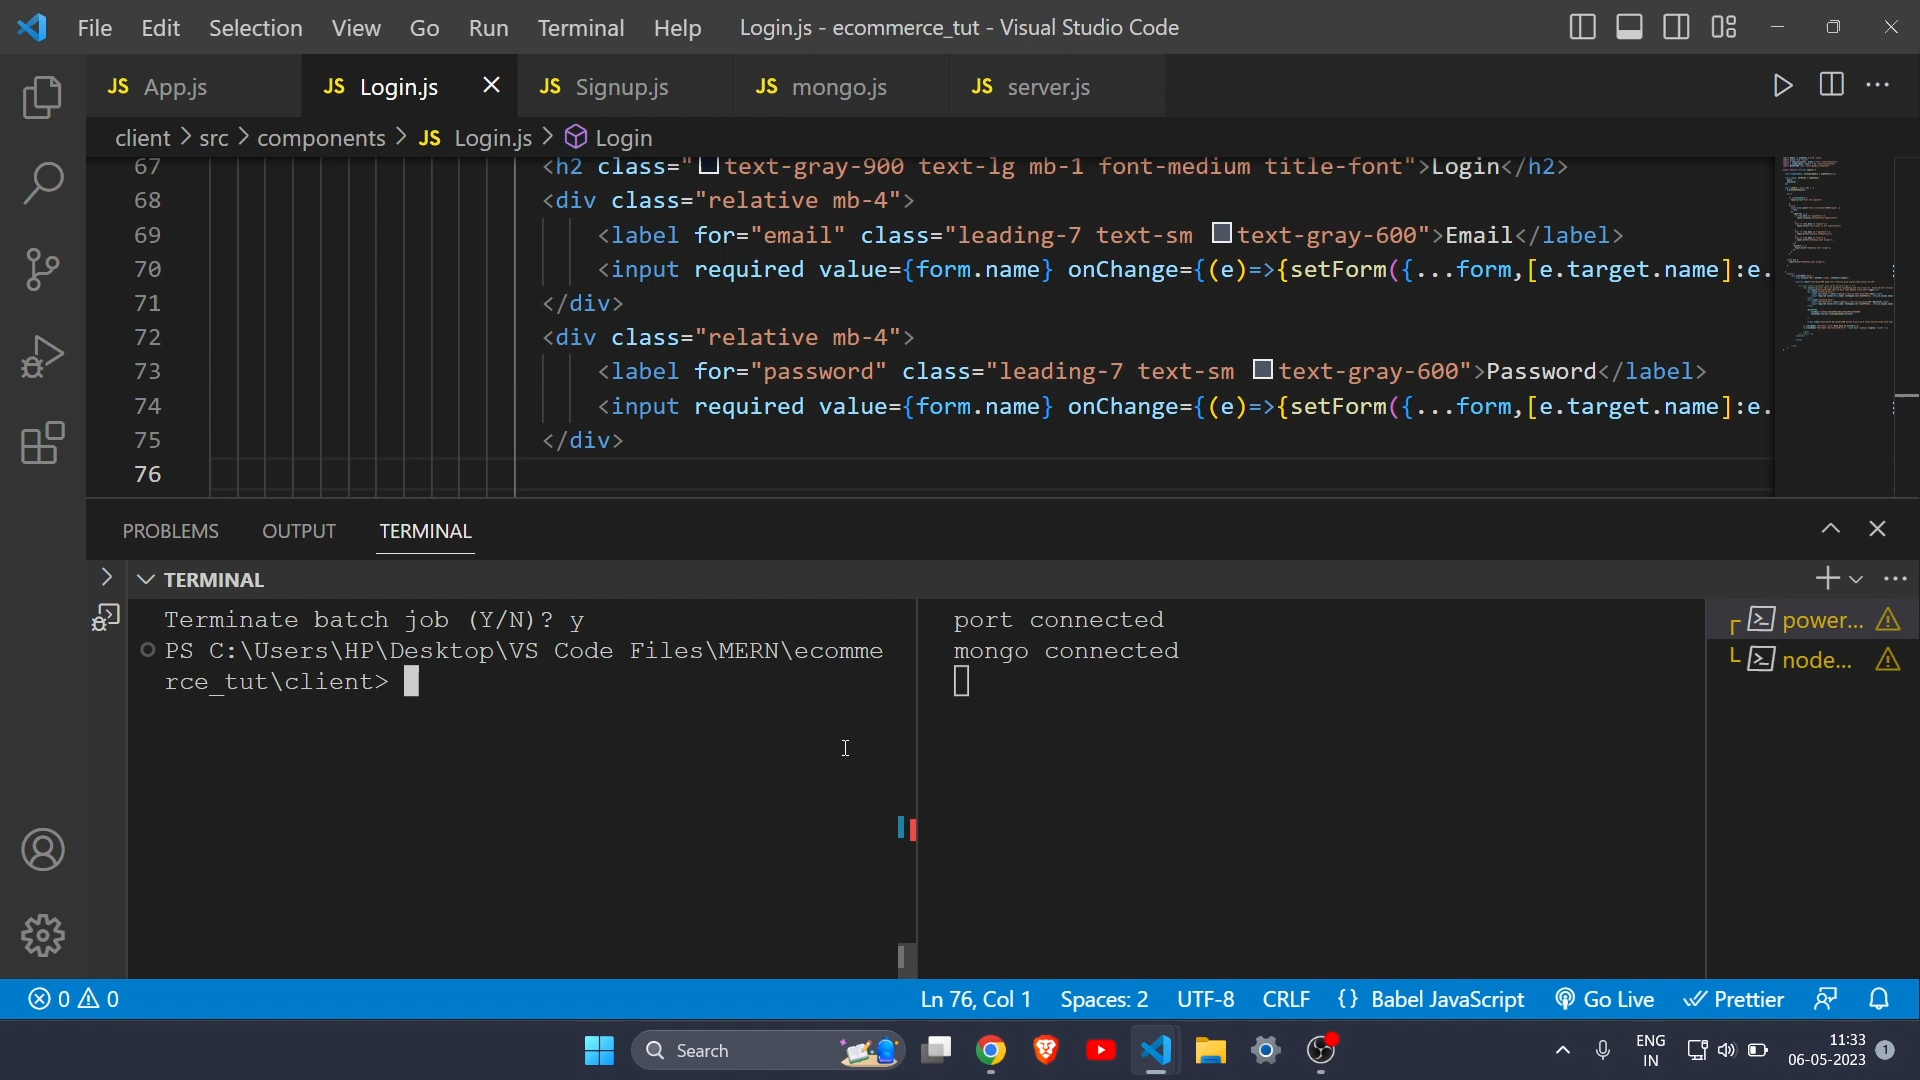 File Edit Selection View Go Run Terminal Help Login.js - ecommerce_tut - Visual Studio Code
JS App.js JS Login.js JS Signup.js JS mongo.js JS server.js
client > src > components > JS Login.js > Login
67 <h2 class="text-gray-900 text-lg mb-1 font-medium title-font">Login</h2>
68 <div class="relative mb-4">
69 <label for="email" class="leading-7 text-sm text-gray-600">Email</label>
70 <input required value={form.name} onChange={(e)=>{setForm({...form,[e.target.name]:e.
71 </div>
72 <div class="relative mb-4">
73 <label for="password" class="leading-7 text-sm text-gray-600">Password</label>
74 <input required value={form.name} onChange={(e)=>{setForm({...form,[e.target.name]:e.
75 </div>
76
PROBLEMS OUTPUT TERMINAL
TERMINAL
Terminate batch job (Y/N)? y
PS C:\Users\HP\Desktop\VS Code Files\MERN\ecomme
rce_tut\client>
port connected
mongo connected
power...
node...
0 0 Ln 76, Col 1 Spaces: 2 UTF-8 CRLF {} Babel JavaScript Go Live Prettier
Search ENG IN 11:33 06-05-2023 1